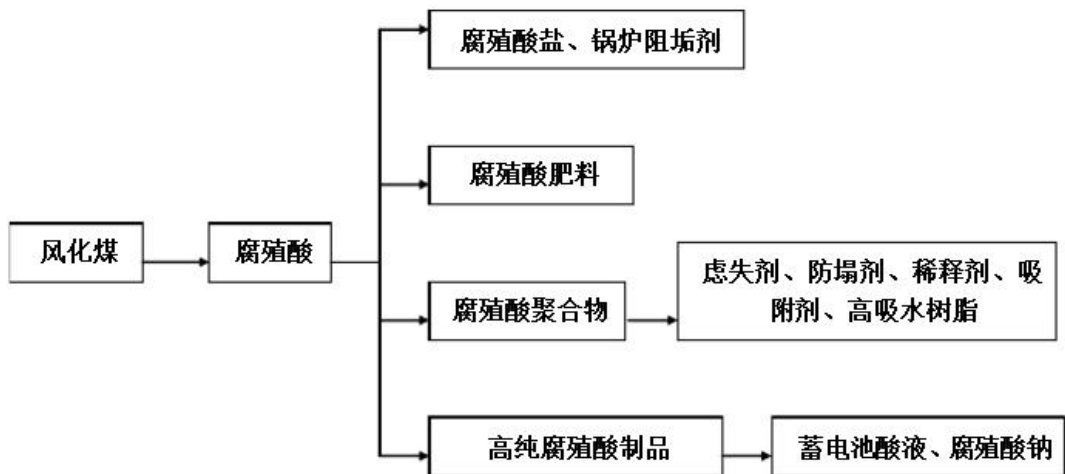 腐殖酸盐、锅炉阻垢剂
腐殖酸肥料
风化煤
腐殖酸
腐殖酸聚合物
虑失剂、防塌剂、稀释剂、吸
附剂、高吸水树脂
高纯腐殖酸制品
蓄电池酸液、腐殖酸钠